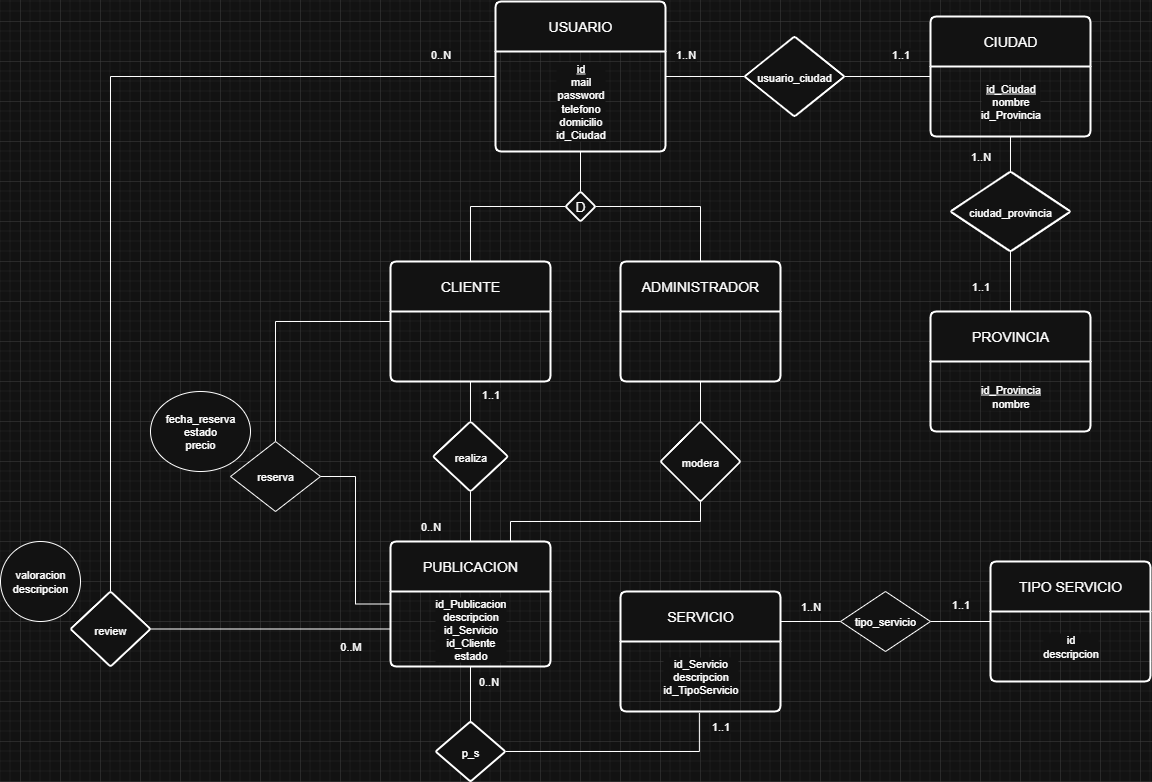 USUARIO
id
mail
password
telefono
domicilio
id_Ciudad
0..N
1..N
usuario_ciudad
1..1
CIUDAD
id_Ciudad
nombre
id_Provincia
1..N
ciudad_provincia
1..1
PROVINCIA
id_Provincia
nombre
D
CLIENTE
ADMINISTRADOR
1..1
fecha_reserva
estado
precio
reserva
realiza
modera
0..N
PUBLICACION
id_Publicacion
descripcion
id_Servicio
id_Cliente
estado
valoracion
descripcion
review
0..M
0..N
p_s
SERVICIO
id_Servicio
descripcion
id_TipoServicio
1..1
1..N
tipo_servicio
1..1
TIPO SERVICIO
id
descripcion